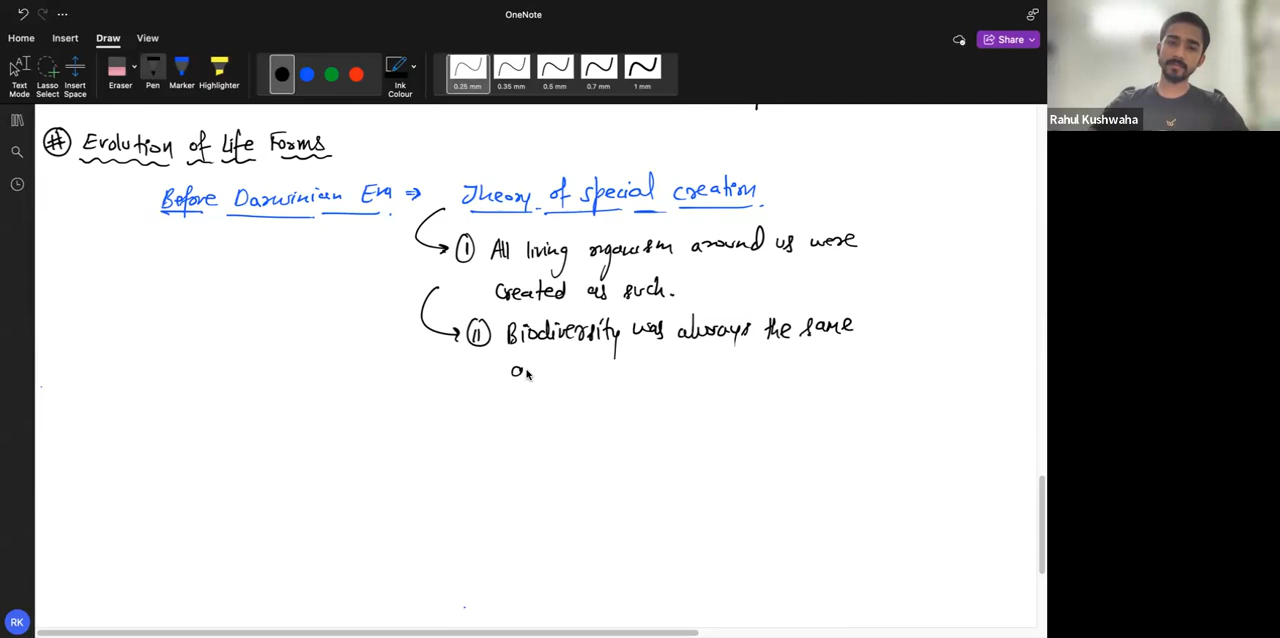 OneNote
Home Insert Draw View
Share
Text Mode
Lasso Select
Insert Space
Eraser
Pen
Marker
Highlighter
Ink Colour
0.25 mm
0.35 mm
0.5 mm
0.7 mm
1 mm
Rahul Kushwaha
# Evolution of Life Forms
Before Darwinian Era ⇒ Theory of special creation.
(I) All living organism around us were
created as such.
(II) Biodiversity was always the same
a
RK